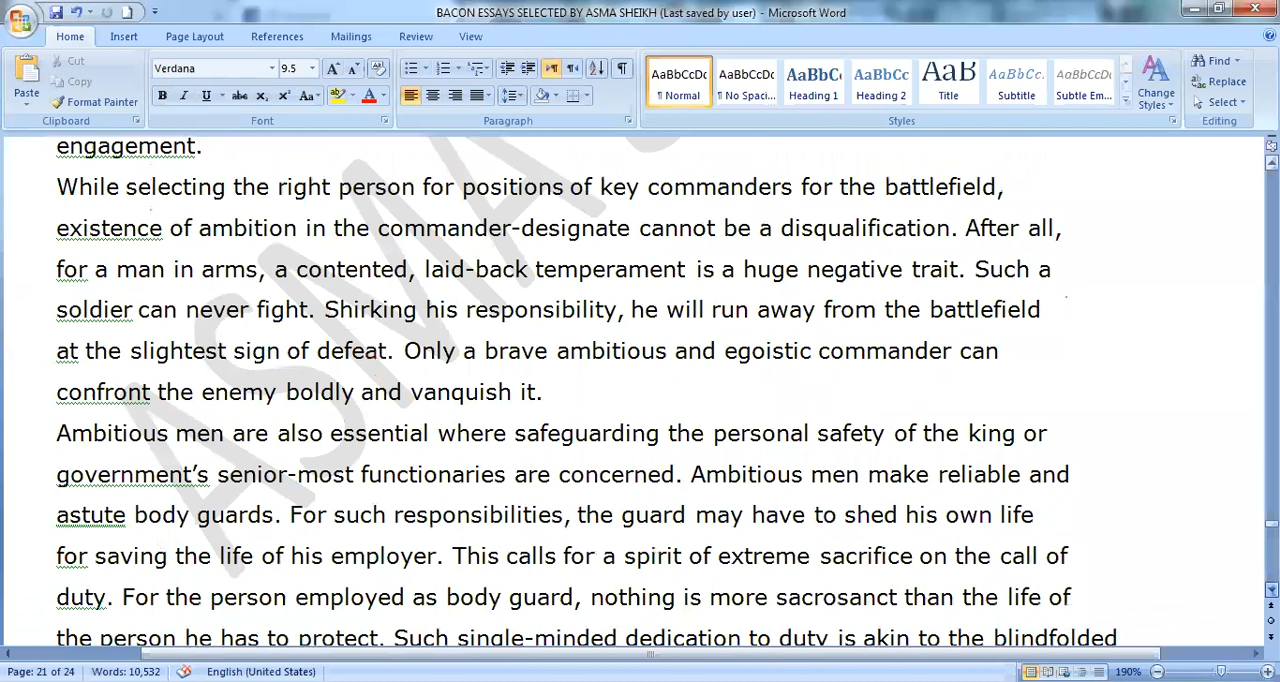 BACON ESSAYS SELECTED BY ASMA SHEIKH (Last saved by user) - Microsoft Word
Home Insert Page Layout References Mailings Review View
Paste
Cut
Copy
Format Painter
Clipboard
Verdana 9.5
Font
Paragraph
AaBbCcDc AaBbCcDc AaBbC AaBbCc AaB AaBbCc. AaBbCcDc
¶ Normal ¶ No Spaci... Heading 1 Heading 2 Title Subtitle Subtle Em...
Change Styles
Styles
Find
Replace
Select
Editing
engagement.
While selecting the right person for positions of key commanders for the battlefield,
existence of ambition in the commander-designate cannot be a disqualification. After all,
for a man in arms, a contented, laid-back temperament is a huge negative trait. Such a
soldier can never fight. Shirking his responsibility, he will run away from the battlefield
at the slightest sign of defeat. Only a brave ambitious and egoistic commander can
confront the enemy boldly and vanquish it.
Ambitious men are also essential where safeguarding the personal safety of the king or
government's senior-most functionaries are concerned. Ambitious men make reliable and
astute body guards. For such responsibilities, the guard may have to shed his own life
for saving the life of his employer. This calls for a spirit of extreme sacrifice on the call of
duty. For the person employed as body guard, nothing is more sacrosanct than the life of
the person he has to protect. Such single-minded dedication to duty is akin to the blindfolded
ASMA
Page: 21 of 24 Words: 10,532 English (United States) 190%